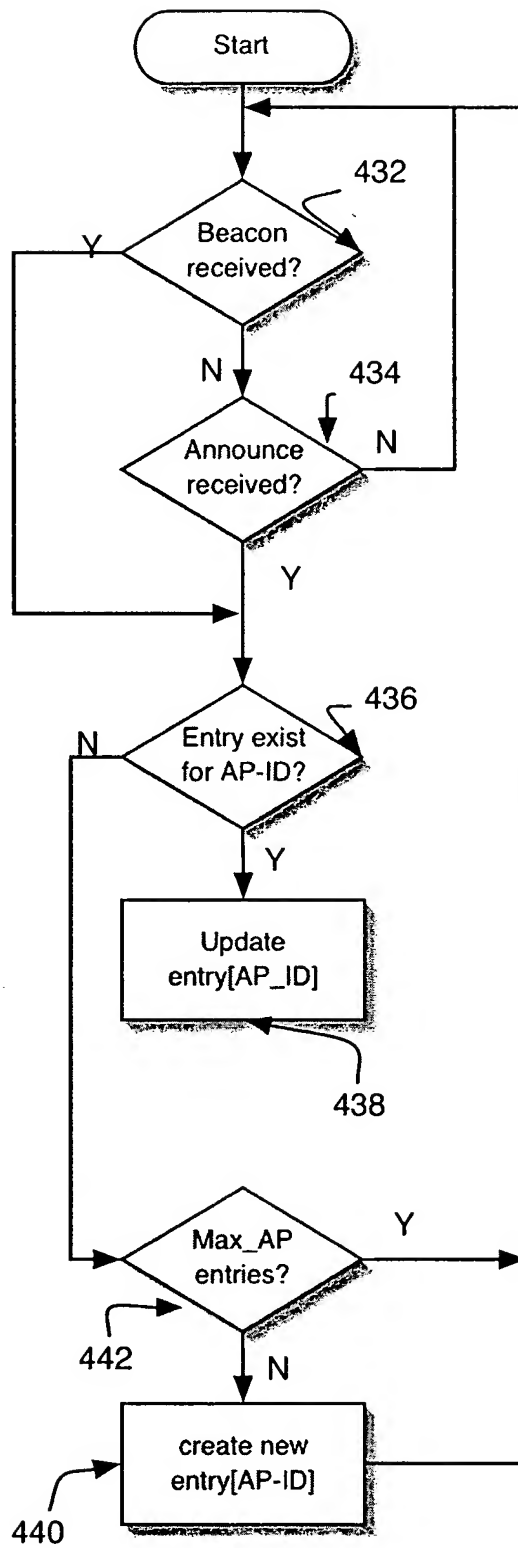 Start
432
Beacon
received?
Y
N
434
Announce
received?
N
Y
436
Entry exist
for AP-ID?
N
Y
Update
entry[AP_ID]
438
Max_AP
entries?
Y
442
N
create new
entry[AP-ID]
440